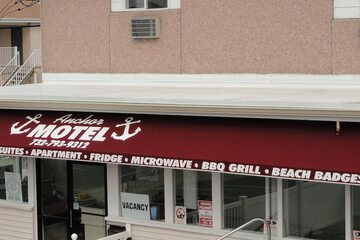 Anchor
MOTEL
732-793-9312
SUITES • APARTMENT • FRIDGE • MICROWAVE • BBQ GRILL • BEACH BADGES
VACANCY